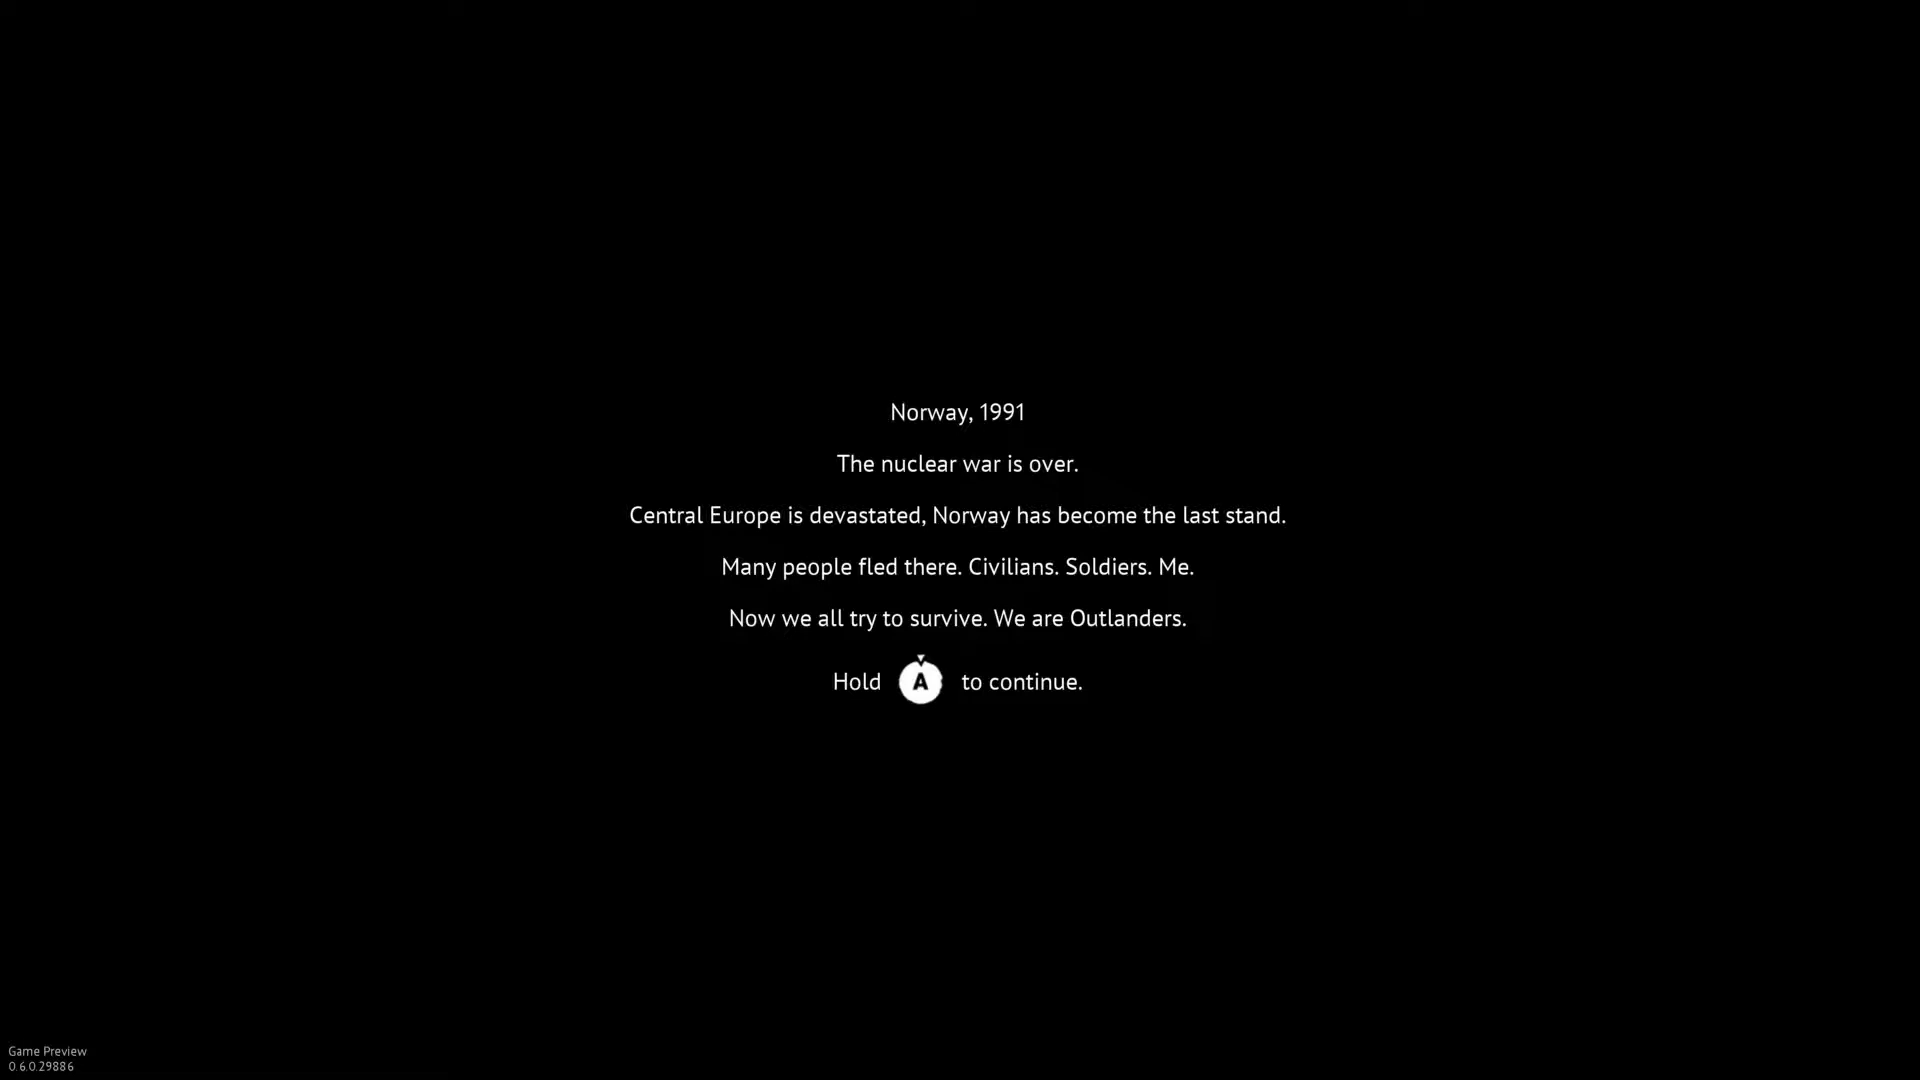 Norway, 1991
The nuclear war is over.
Central Europe is devastated, Norway has become the last stand.
Many people fled there. Civilians. Soldiers. Me.
Now we all try to survive. We are Outlanders.
Hold A to continue.
Game Preview
0.6.0.29886